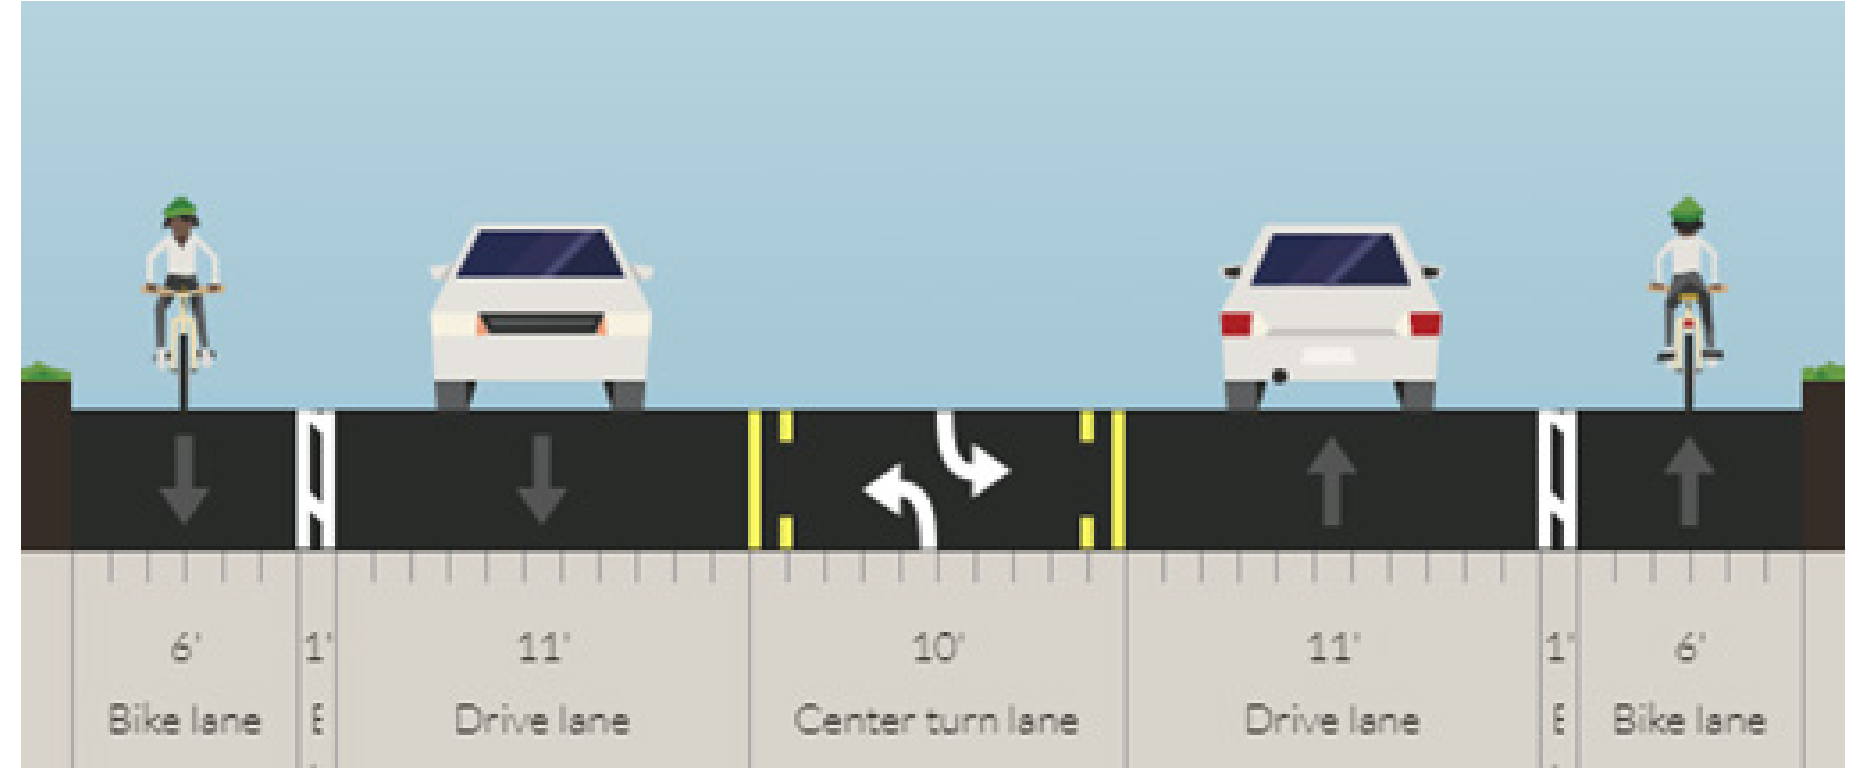 6' 1' 11' 10' 11' 1' 6'
Bike lane Drive lane Center turn lane Drive lane Bike lane